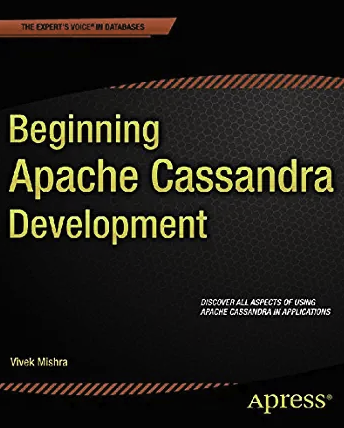 THE EXPERT'S VOICE® IN DATABASES
Beginning
Apache Cassandra
Development
DISCOVER ALL ASPECTS OF USING
APACHE CASSANDRA IN APPLICATIONS
Vivek Mishra
Apress®